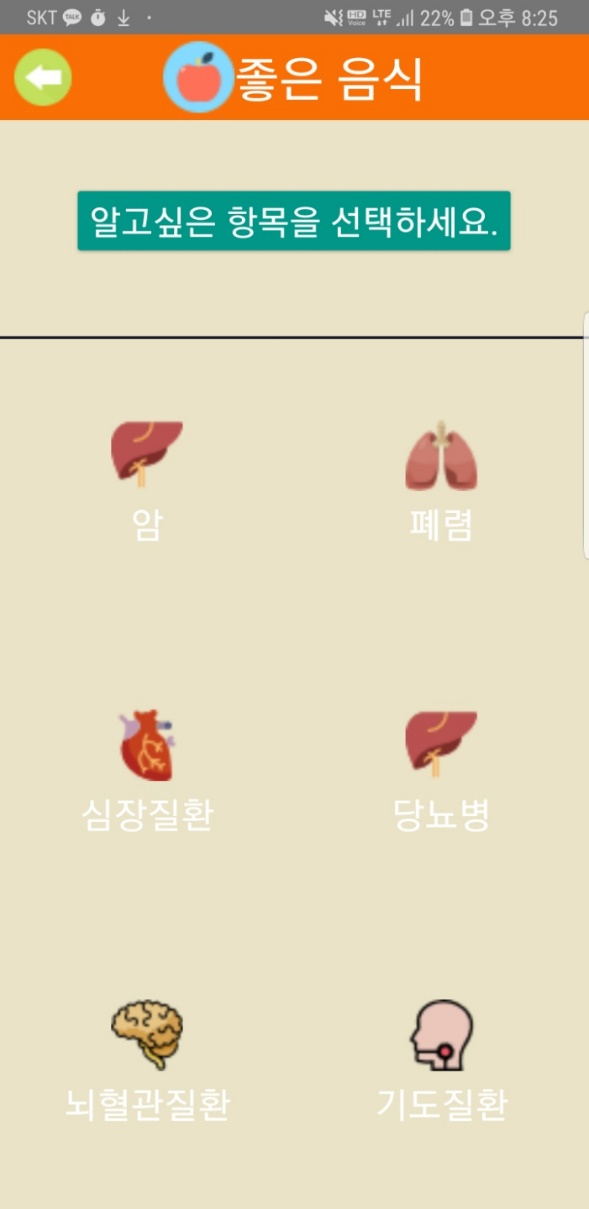 SKT TALK HD Voice LTE 22% 오후 8:25
좋은 음식
알고싶은 항목을 선택하세요.
암 폐렴
심장질환 당뇨병
뇌혈관질환 기도질환